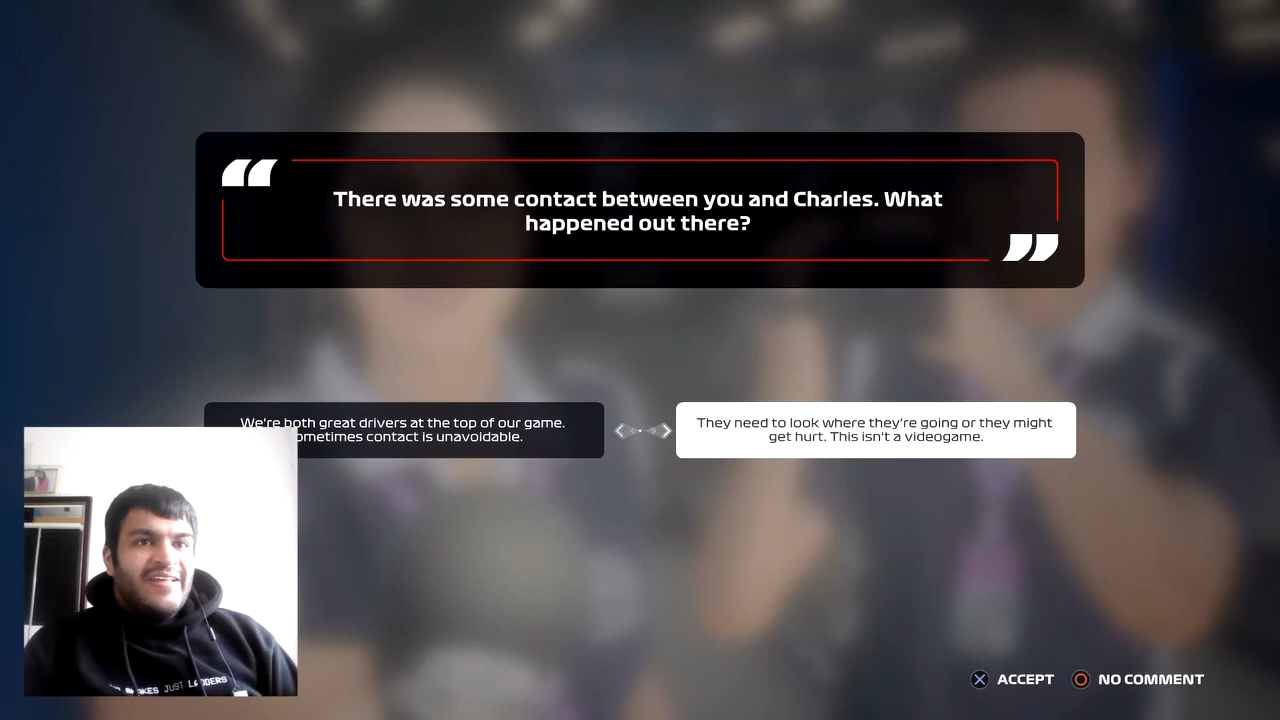 There was some contact between you and Charles. What
happened out there?
We're both great drivers at the top of our game.
ometimes contact is unavoidable.
They need to look where they're going or they might
get hurt. This isn't a videogame.
JUST
ACCEPT
NO COMMENT